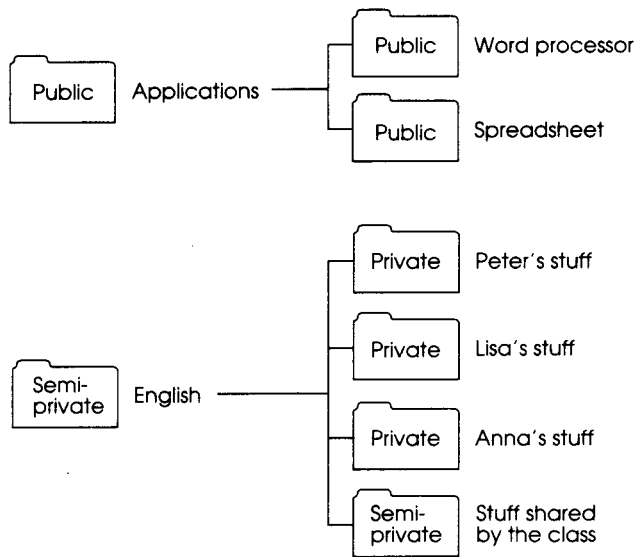 Public Word processor
Public Applications
Public Spreadsheet
Private Peter's stuff
Private Lisa's stuff
Semi-
private English
Private Anna's stuff
Semi-
private
Stuff shared
by the class